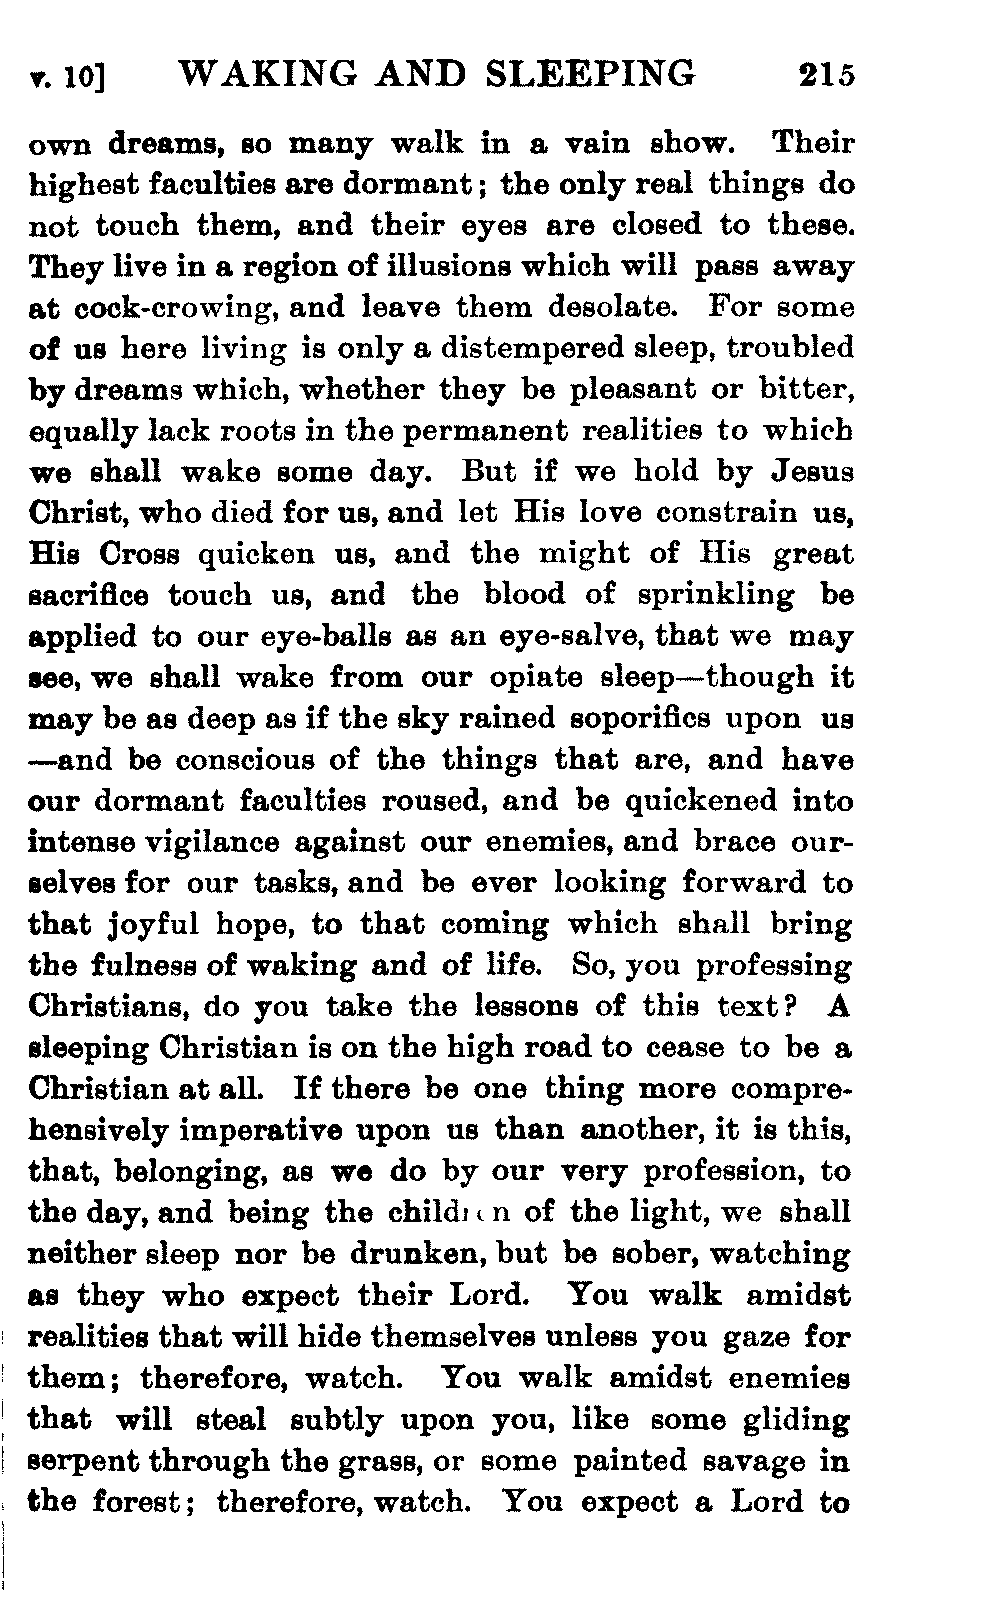 v. 10] WAKING AND SLEEPING 215
own dreams, so many walk in a vain show. Their
highest faculties are dormant; the only real things do
not touch them, and their eyes are closed to these.
They live in a region of illusions which will pass away
at cock-crowing, and leave them desolate. For some
of us here living is only a distempered sleep, troubled
by dreams which, whether they be pleasant or bitter,
equally lack roots in the permanent realities to which
we shall wake some day. But if we hold by Jesus
Christ, who died for us, and let His love constrain us,
His Cross quicken us, and the might of His great
sacrifice touch us, and the blood of sprinkling be
applied to our eye-balls as an eye-salve, that we may
see, we shall wake from our opiate sleep—though it
may be as deep as if the sky rained soporifics upon us
—and be conscious of the things that are, and have
our dormant faculties roused, and be quickened into
intense vigilance against our enemies, and brace our-
selves for our tasks, and be ever looking forward to
that joyful hope, to that coming which shall bring
the fulness of waking and of life. So, you professing
Christians, do you take the lessons of this text? A
sleeping Christian is on the high road to cease to be a
Christian at all. If there be one thing more compre-
hensively imperative upon us than another, it is this,
that, belonging, as we do by our very profession, to
the day, and being the children of the light, we shall
neither sleep nor be drunken, but be sober, watching
as they who expect their Lord. You walk amidst
realities that will hide themselves unless you gaze for
them; therefore, watch. You walk amidst enemies
that will steal subtly upon you, like some gliding
serpent through the grass, or some painted savage in
the forest; therefore, watch. You expect a Lord to